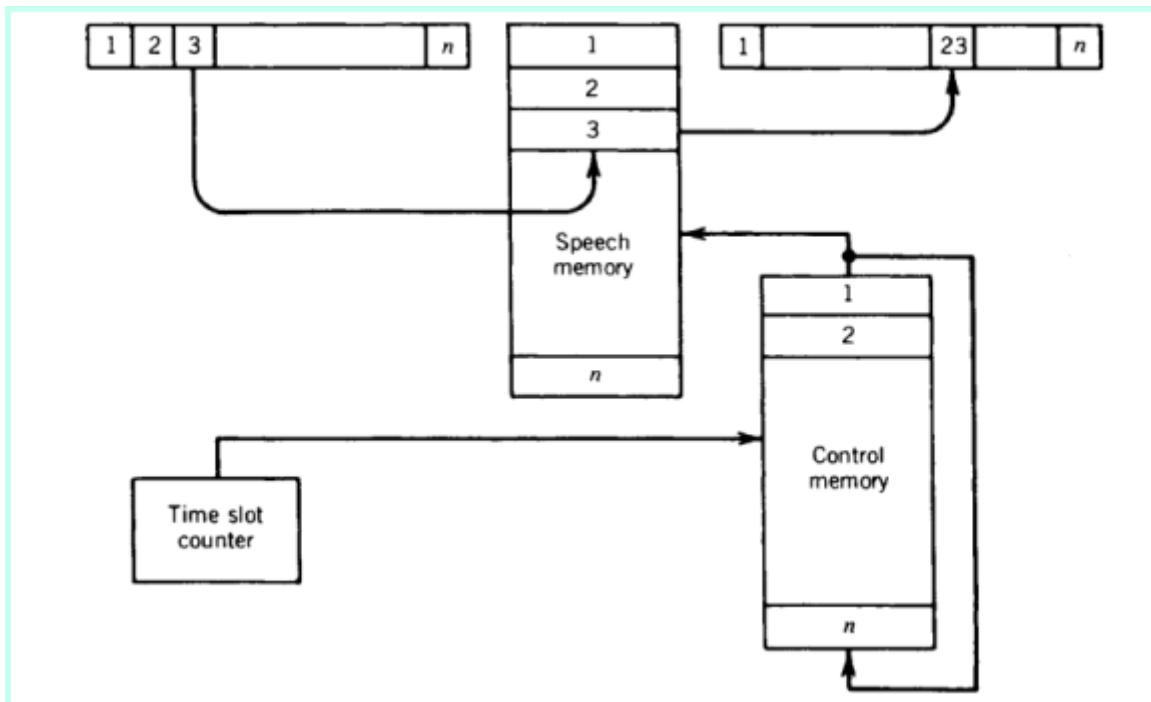 1 2 3 n
1
2
3
Speech
memory
n
1 23 n
1
2
Control
memory
n
Time slot
counter